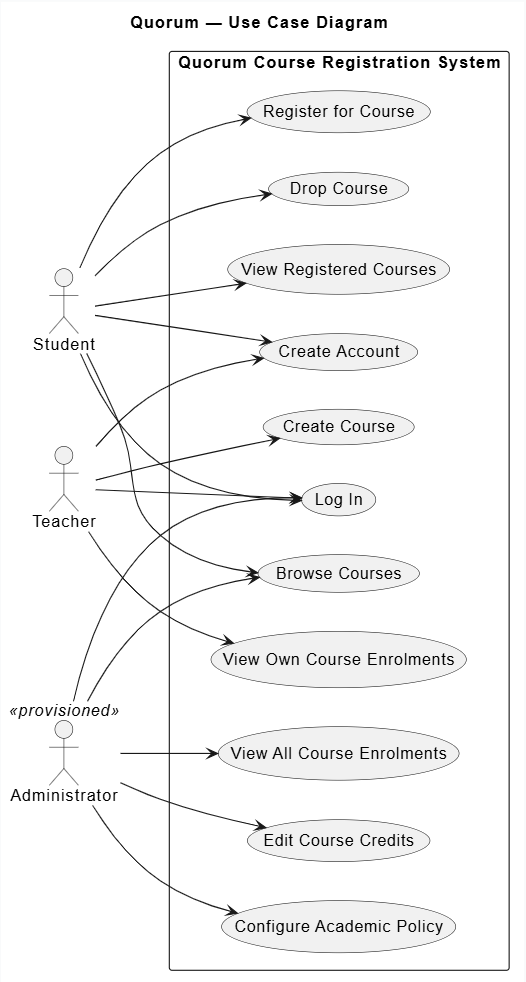 Quorum — Use Case Diagram
Quorum Course Registration System
Register for Course
Drop Course
View Registered Courses
Student
Create Account
Create Course
Log In
Teacher
Browse Courses
View Own Course Enrolments
«provisioned»
View All Course Enrolments
Administrator
Edit Course Credits
Configure Academic Policy